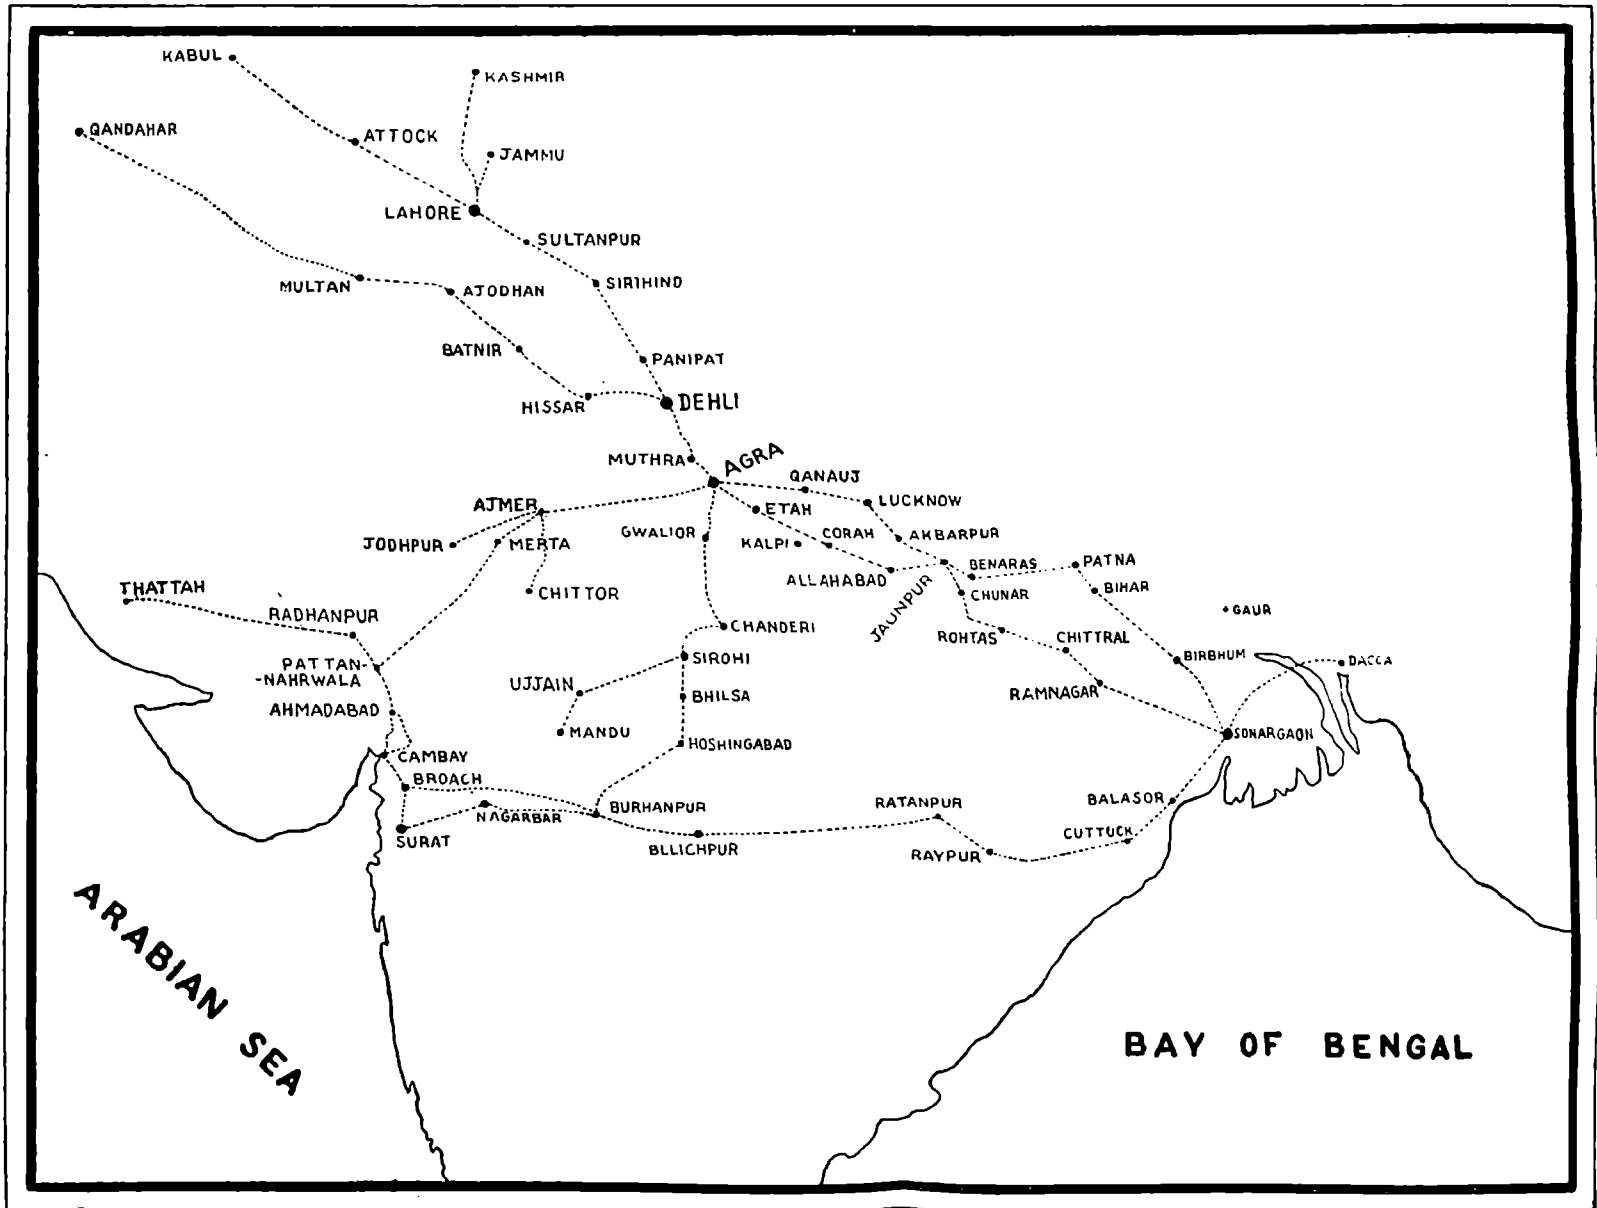 KABUL
KASHMIR
QANDAHAR
ATTOCK
JAMMU
LAHORE
SULTANPUR
SIRIHIND
MULTAN
AJODHAN
BATNIR
PANIPAT
HISSAR
DEHLI
MUTHRA
AGRA
QANAUJ
LUCKNOW
AJMER
ETAH
GWALIOR
CORAH
AKBARPUR
KALPI
JODHPUR
MERTA
BENARAS
PATNA
ALLAHABAD
JAUNPUR
CHUNAR
BIHAR
THATTAH
CHITTOR
GAUR
RADHANPUR
CHANDERI
ROHTAS
CHITTRAL
PATTAN-
-NAHRWALA
SIROHI
BIRBHUM
DACCA
UJJAIN
BHILSA
RAMNAGAR
AHMADABAD
MANDU
HOSHINGABAD
SONARGAON
CAMBAY
BROACH
NAGARBAR
BURHANPUR
RATANPUR
BALASOR
SURAT
BLLICHPUR
RAYPUR
CUTTUCK
ARABIAN SEA
BAY OF BENGAL